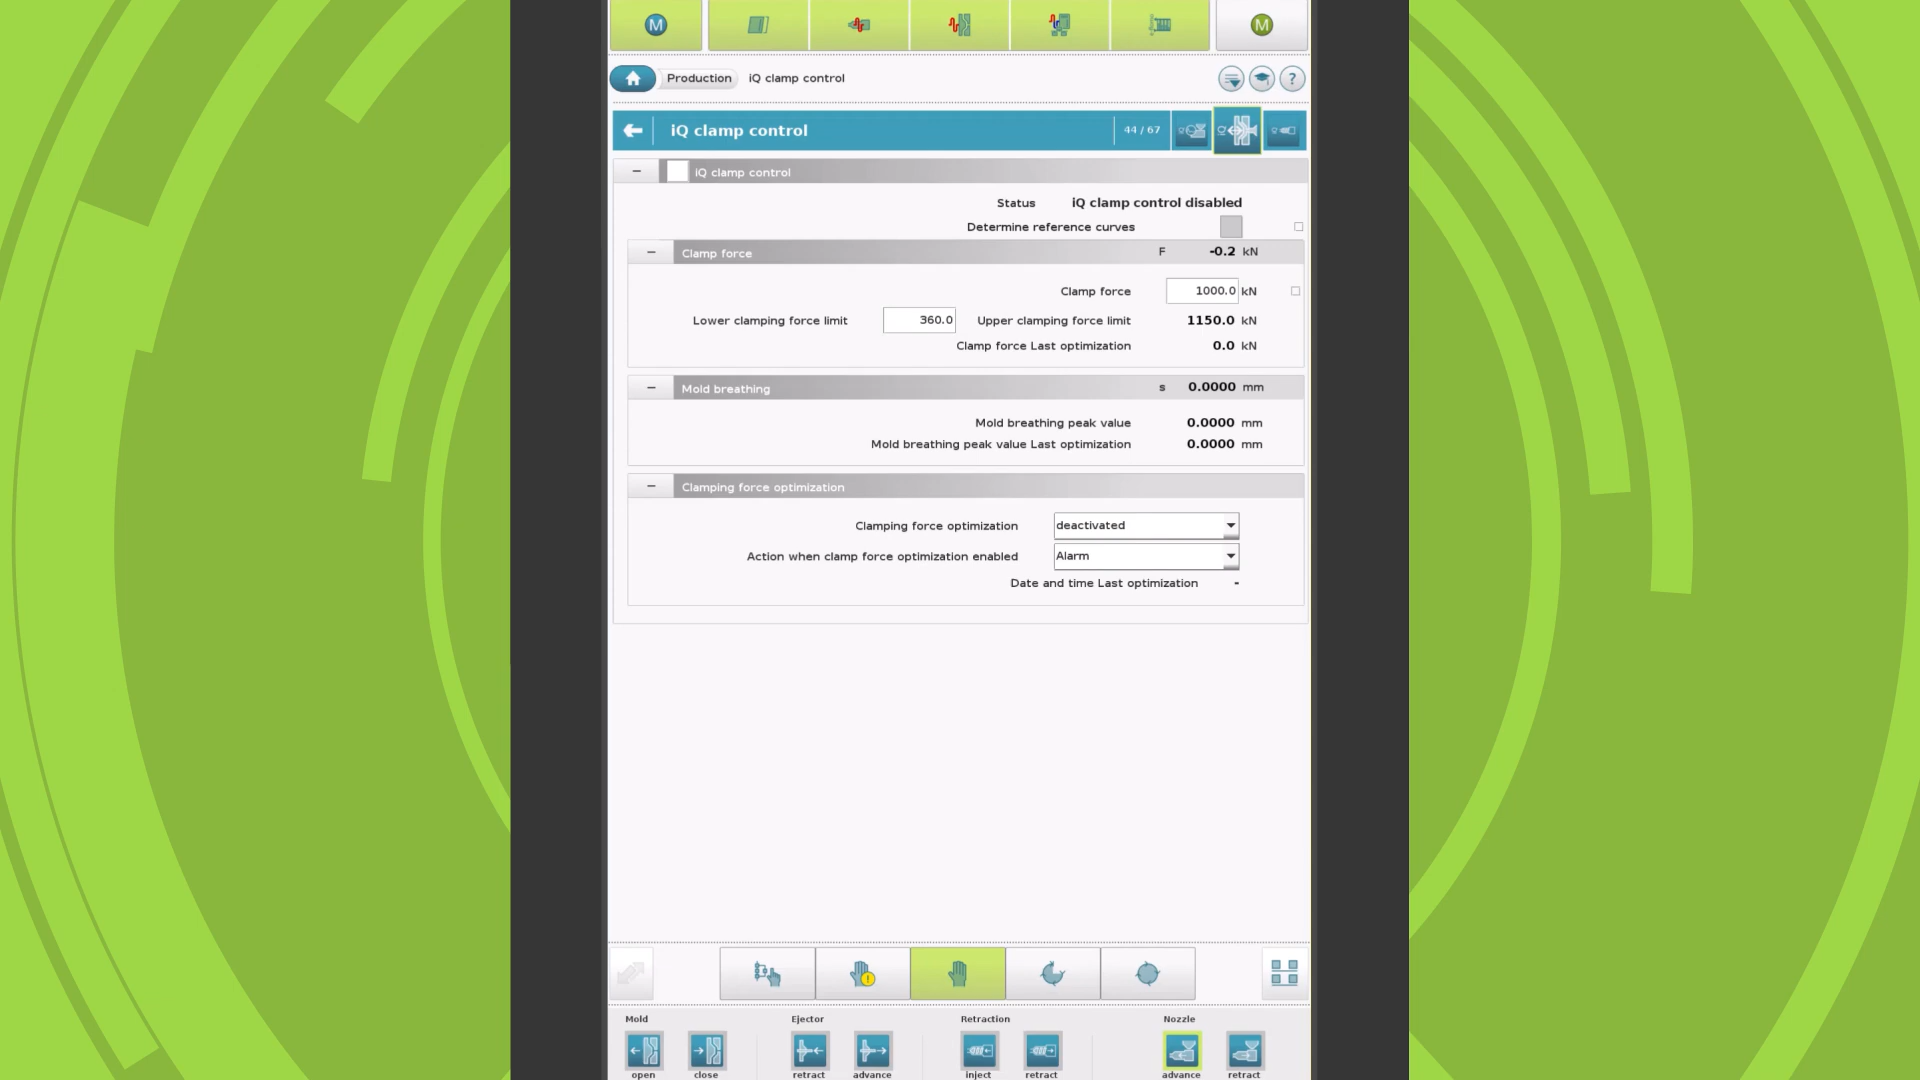 M M
Production iQ clamp control ?
iQ clamp control 44 / 67
− iQ clamp control
Status iQ clamp control disabled
Determine reference curves
− Clamp force F -0.2 kN
Clamp force 1000.0 kN
Lower clamping force limit 360.0 Upper clamping force limit 1150.0 kN
Clamp force Last optimization 0.0 kN
− Mold breathing s 0.0000 mm
Mold breathing peak value 0.0000 mm
Mold breathing peak value Last optimization 0.0000 mm
− Clamping force optimization
Clamping force optimization deactivated
Action when clamp force optimization enabled Alarm
Date and time Last optimization -
!
Mold Ejector Retraction Nozzle
open close retract advance inject retract advance retract